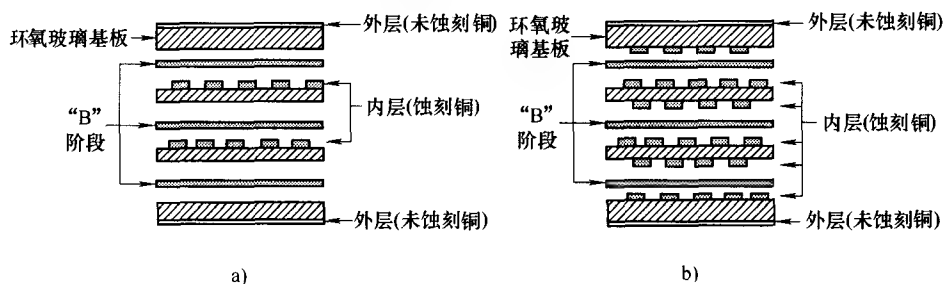 外层(未蚀刻铜)
环氧玻璃基板
“B”
阶段
内层(蚀刻铜)
外层(未蚀刻铜)
a)
外层(未蚀刻铜)
环氧玻
璃基板
“B”
阶段
内层(蚀刻铜)
外层(未蚀刻铜)
b)